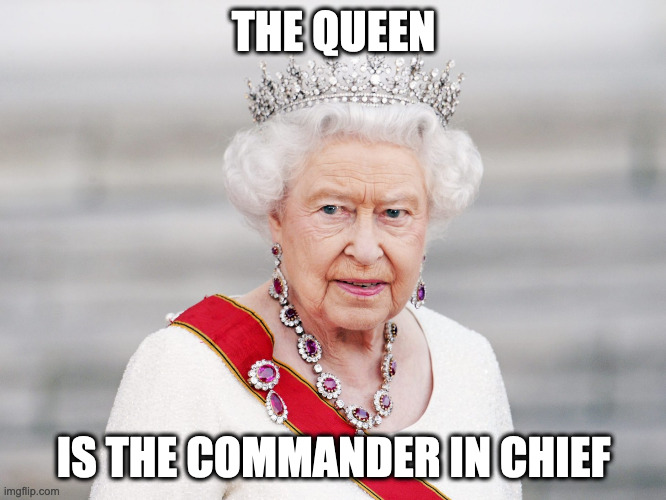 THE QUEEN
IS THE COMMANDER IN CHIEF
imgflip.com